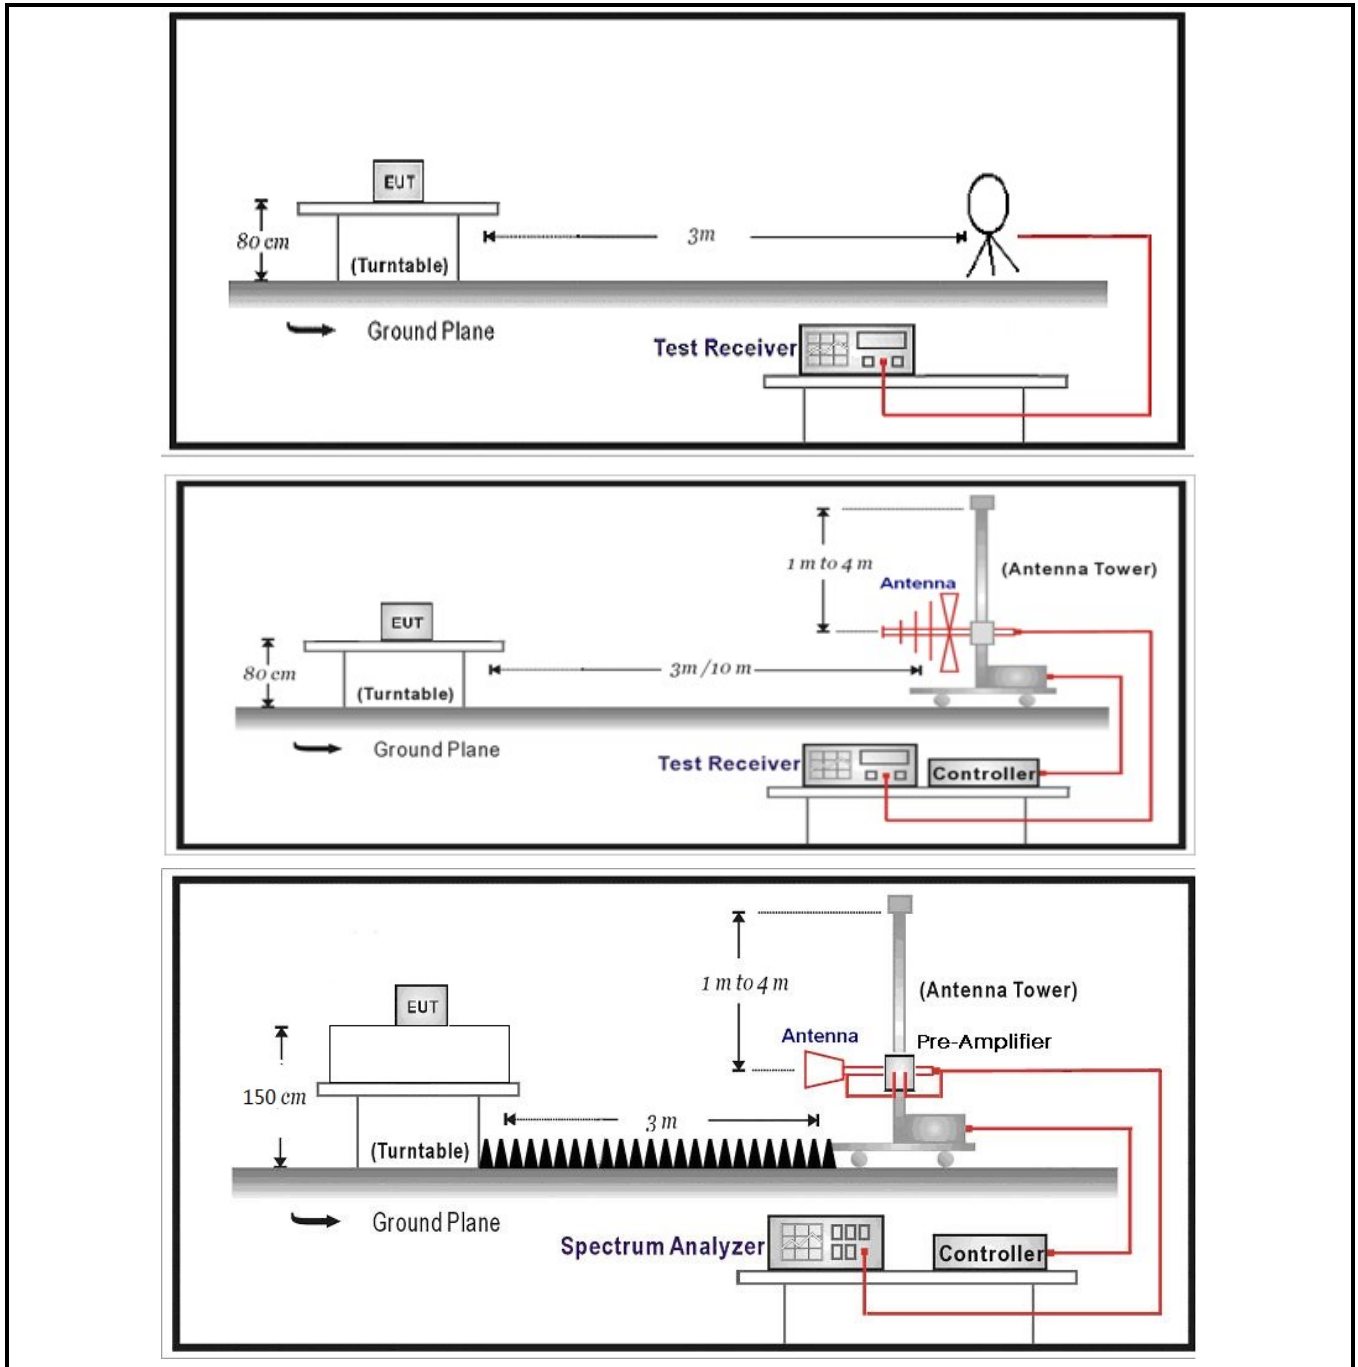 EUT
80 cm
3m
(Turntable)
Ground Plane
Test Receiver
1 m to 4 m
(Antenna Tower)
Antenna
EUT
80 cm
3m /10 m
(Turntable)
Ground Plane
Test Receiver
Controller
1 m to 4 m
(Antenna Tower)
EUT
Antenna
Pre-Amplifier
150 cm
3 m
(Turntable)
Ground Plane
Spectrum Analyzer
Controller